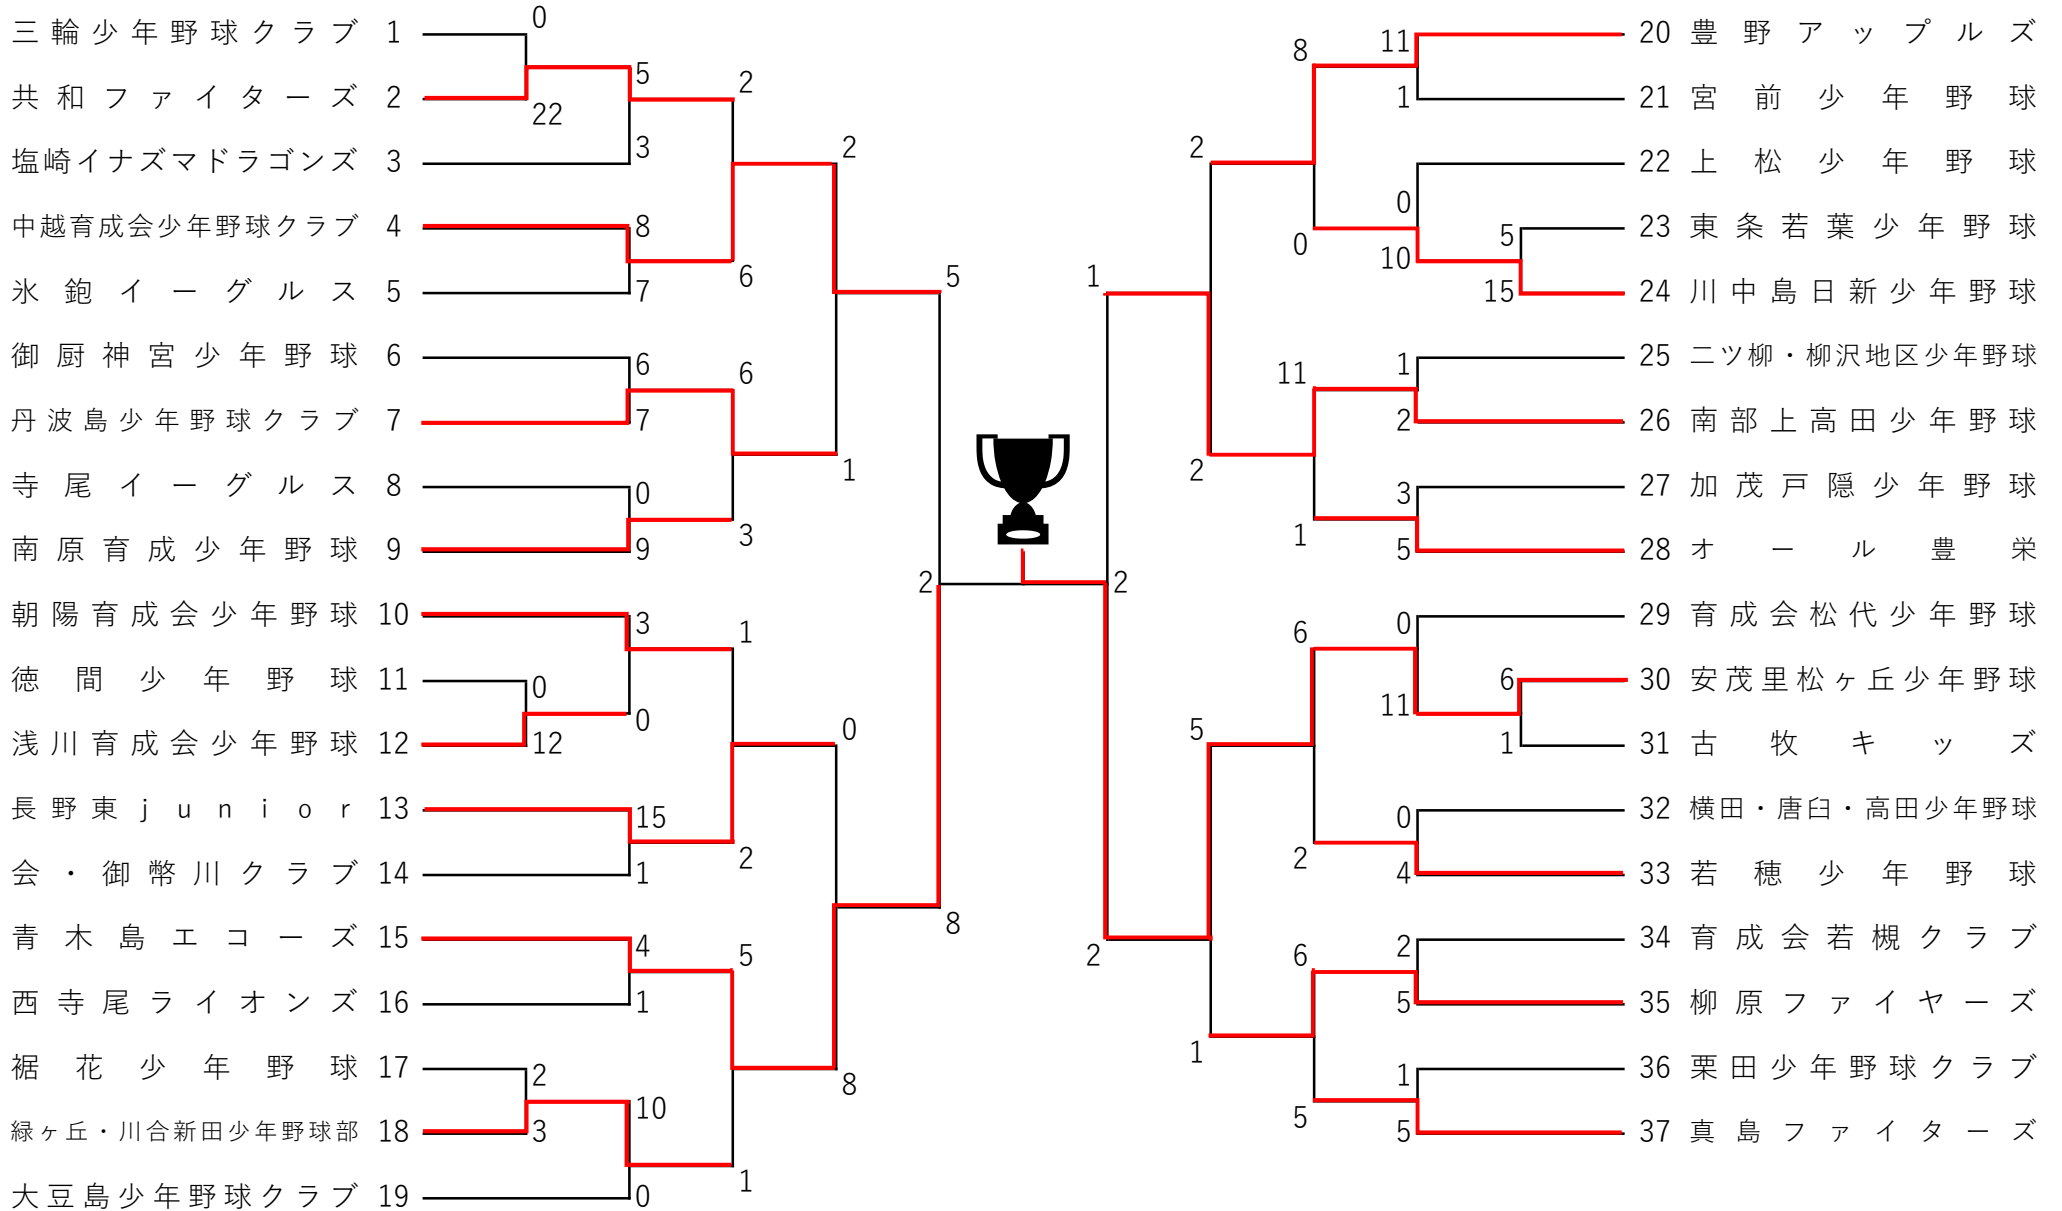 三輪少年野球クラブ 1
共和ファイターズ 2
塩崎イナズマドラゴンズ 3
中越育成会少年野球クラブ 4
氷鉋イーグルス 5
御厨神宮少年野球 6
丹波島少年野球クラブ 7
寺尾イーグルス 8
南原育成少年野球 9
朝陽育成会少年野球 10
徳間少年野球 11
浅川育成会少年野球 12
長野東junior 13
会・御幣川クラブ 14
青木島エコーズ 15
西寺尾ライオンズ 16
裾花少年野球 17
緑ヶ丘・川合新田少年野球部 18
大豆島少年野球クラブ 19
0
22
0
12
2
3
5
3
8
7
6
7
0
9
3
0
15
1
4
1
10
0
2
6
6
3
1
2
5
1
2
1
0
8
5
8
2
2
1
2
2
2
5
1
8
0
11
1
6
2
6
5
11
1
0
10
1
2
3
5
0
11
0
4
2
5
1
5
5
15
6
1
20 豊野アップルズ
21 宮前少年野球
22 上松少年野球
23 東条若葉少年野球
24 川中島日新少年野球
25 二ツ柳・柳沢地区少年野球
26 南部上高田少年野球
27 加茂戸隠少年野球
28 オール豊栄
29 育成会松代少年野球
30 安茂里松ヶ丘少年野球
31 古牧キッズ
32 横田・唐臼・高田少年野球
33 若穂少年野球
34 育成会若槻クラブ
35 柳原ファイヤーズ
36 栗田少年野球クラブ
37 真島ファイターズ